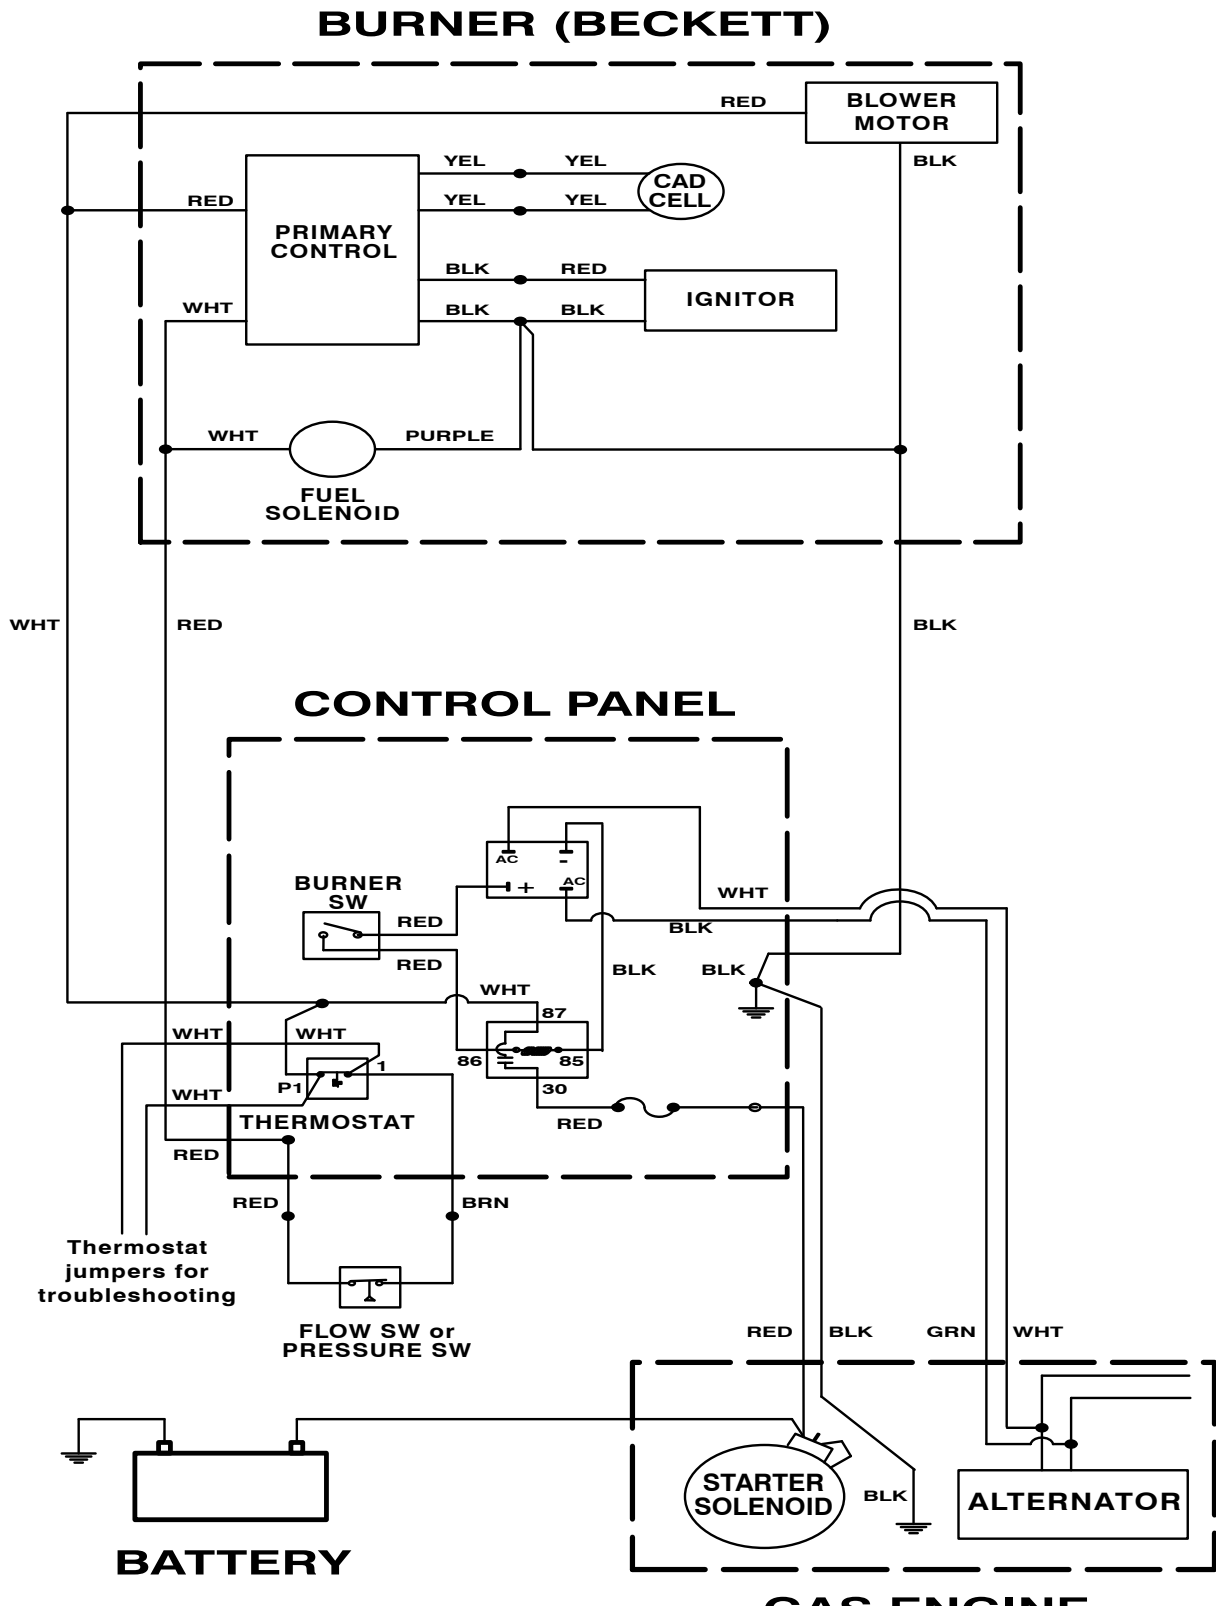 BURNER (BECKETT)
RED
BLOWER
MOTOR
BLK
YEL YEL
CAD
CELL
YEL YEL
RED
PRIMARY
CONTROL
BLK RED
IGNITOR
WHT
BLK BLK
WHT
PURPLE
FUEL
SOLENOID
WHT
RED
BLK
CONTROL PANEL
AC
-
+
AC
BURNER
SW
RED
RED
WHT
BLK
BLK
BLK
WHT
87
WHT
WHT
86
85
P1
1
30
WHT
THERMOSTAT
RED
RED
RED
BRN
Thermostat
jumpers for
troubleshooting
FLOW SW or
PRESSURE SW
RED
BLK
GRN
WHT
STARTER
SOLENOID
BLK
ALTERNATOR
BATTERY
GAS ENGINE